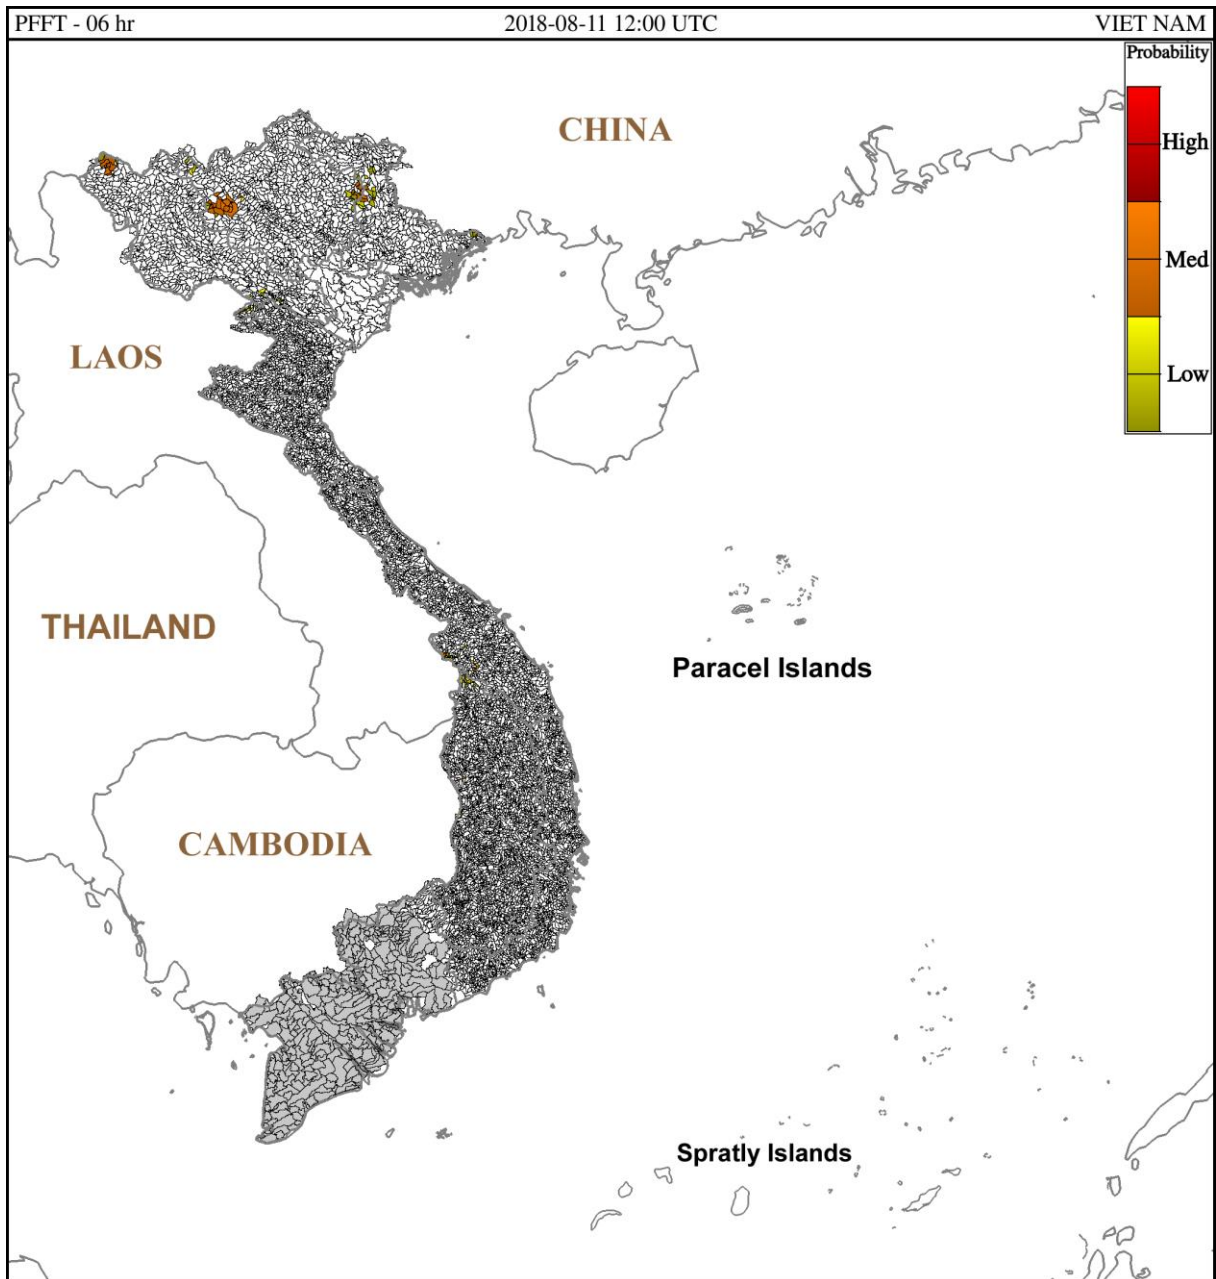 PFFT - 06 hr
2018-08-11 12:00 UTC
VIET NAM
Probability
High
Med
Low
CHINA
LAOS
THAILAND
Paracel Islands
CAMBODIA
Spratly Islands